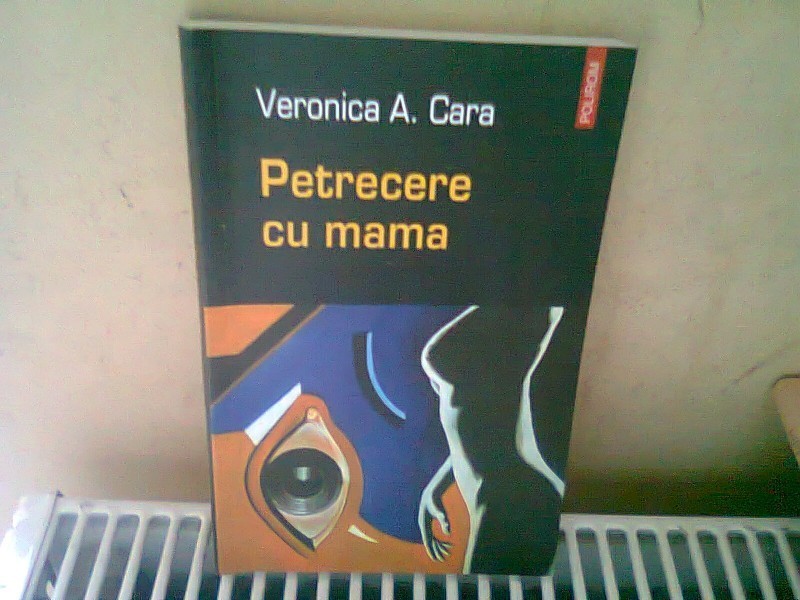 POLIROM
Veronica A. Cara
Petrecere
cu mama